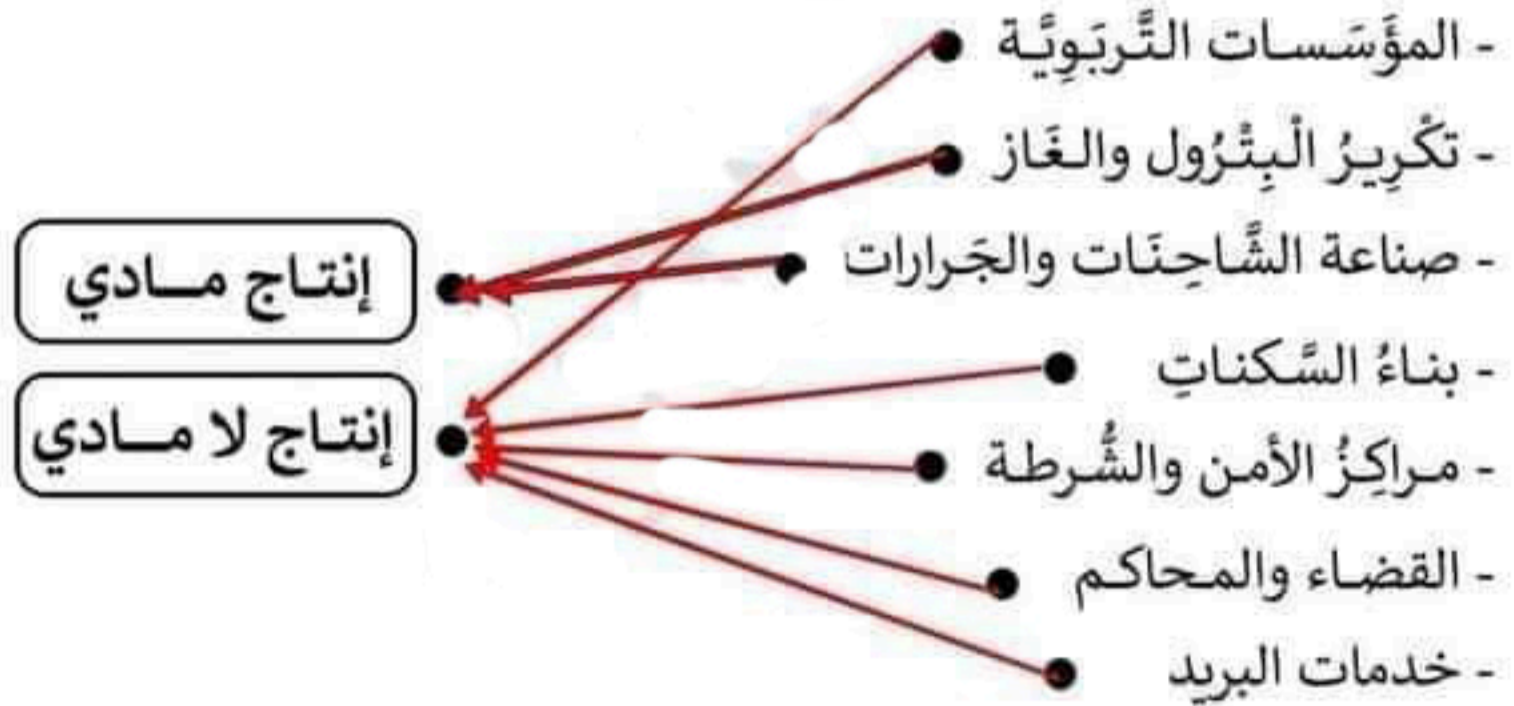 - المؤَسَسات التَّربَوِيَّة
- تكْرِيرُ الْبِتْرُول والغَاز
- صناعة الشَّاحِنَات والجَرارات
- بناءُ السَّكناتِ
- مراكِزُ الأمن والشُّرطة
- القضاء والمحاكم
- خدمات البريد
إنتاج مادي
إنتاج لا مادي